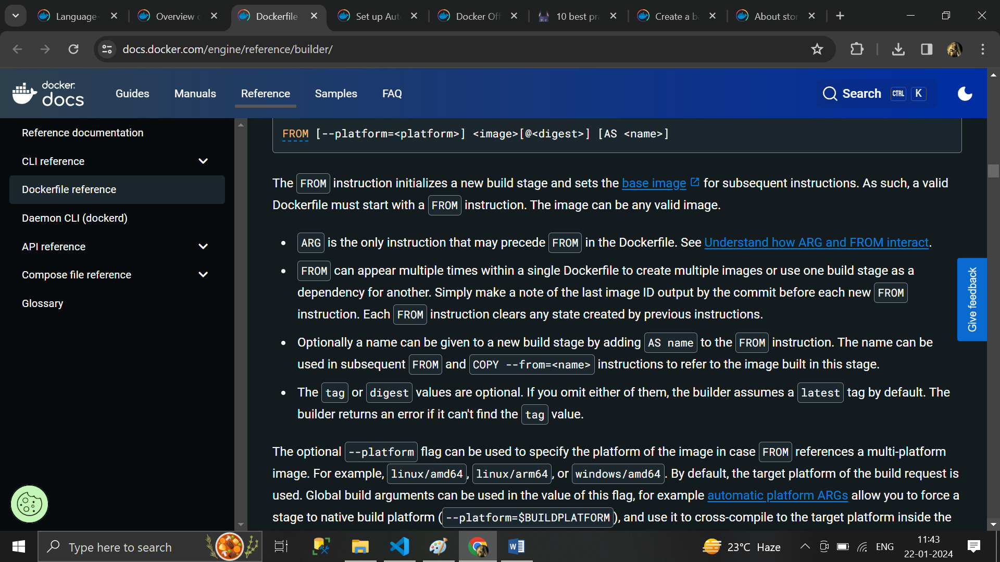 Language-
Overview c
Dockerfile
Set up Aut
Docker Off
10 best pra
Create a ba
About stor
docs.docker.com/engine/reference/builder/
docker
docs
Guides
Manuals
Reference
Samples
FAQ
Search
CTRL
K
Reference documentation
CLI reference
Dockerfile reference
Daemon CLI (dockerd)
API reference
Compose file reference
Glossary
FROM [--platform=<platform>] <image>[@<digest>] [AS <name>]
The FROM instruction initializes a new build stage and sets the base image for subsequent instructions. As such, a valid
Dockerfile must start with a FROM instruction. The image can be any valid image.
• ARG is the only instruction that may precede FROM in the Dockerfile. See Understand how ARG and FROM interact.
• FROM can appear multiple times within a single Dockerfile to create multiple images or use one build stage as a
dependency for another. Simply make a note of the last image ID output by the commit before each new FROM
instruction. Each FROM instruction clears any state created by previous instructions.
• Optionally a name can be given to a new build stage by adding AS name to the FROM instruction. The name can be
used in subsequent FROM and COPY --from=<name> instructions to refer to the image built in this stage.
• The tag or digest values are optional. If you omit either of them, the builder assumes a latest tag by default. The
builder returns an error if it can't find the tag value.
The optional --platform flag can be used to specify the platform of the image in case FROM references a multi-platform
image. For example, linux/amd64, linux/arm64, or windows/amd64. By default, the target platform of the build request is
used. Global build arguments can be used in the value of this flag, for example automatic platform ARGs allow you to force a
stage to native build platform (--platform=$BUILDPLATFORM), and use it to cross-compile to the target platform inside the
Give feedback
Type here to search
23°C Haze
ENG
11:43
22-01-2024